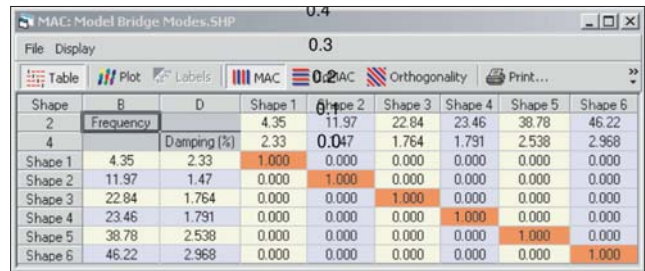 0.4
MAC: Model Bridge Modes.SHP
File Display 0.3
Table Plot Labels MAC 0.2 MAC Orthogonality Print...
Shape B D Shape 1 Shape 2 Shape 3 Shape 4 Shape 5 Shape 6
0.1
2 Frequency 4.35 11.97 22.84 23.46 38.78 46.22
4 Damping (%) 2.33 0.0 47 1.764 1.791 2.538 2.968
Shape 1 4.35 2.33 1.000 0.000 0.000 0.000 0.000 0.000
Shape 2 11.97 1.47 0.000 1.000 0.000 0.000 0.000 0.000
Shape 3 22.84 1.764 0.000 0.000 1.000 0.000 0.000 0.000
Shape 4 23.46 1.791 0.000 0.000 0.000 1.000 0.000 0.000
Shape 5 38.78 2.538 0.000 0.000 0.000 0.000 1.000 0.000
Shape 6 46.22 2.968 0.000 0.000 0.000 0.000 0.000 1.000